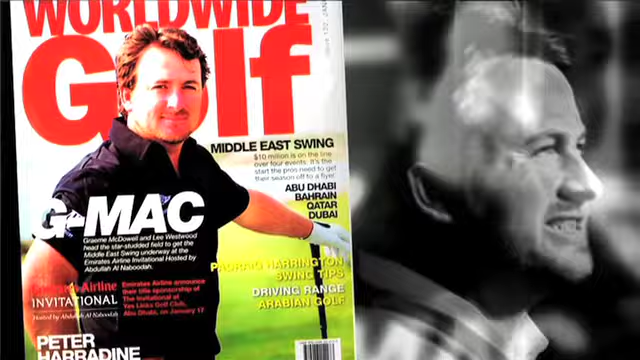 WORLDWIDE
Golf
MIDDLE EAST SWING
$10 million is on the line
over four events. It's the
start the pros need to get
their season off to a flyer.
ABU DHABI
BAHRAIN
QATAR
DUBAI
G-MAC
Graeme McDowell and Lee Westwood
head the star-studded field to get the
Middle East Swing underway at the
Emirates Airline Invitational Hosted by
Abdullah Al Naboodah.
PADRAIG HARRINGTON
SWING TIPS
DRIVING RANGE
ARABIAN GOLF
Emirates Airline
INVITATIONAL
Hosted by Abdullah Al Naboodah
Emirates Airline announce
their title sponsorship of
The Invitational at
Yas Links Golf Club,
Abu Dhabi, on January 17
PETER
HARRADINE